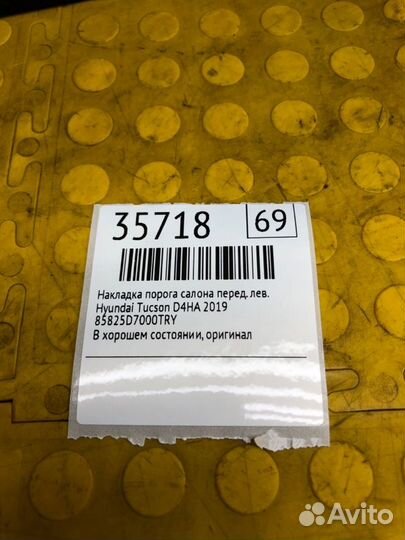 35718 69
Накладка порога салона перед. лев.
Hyundai Tucson D4HA 2019
85825D7000TRY
В хорошем состоянии, оригинал
Avito